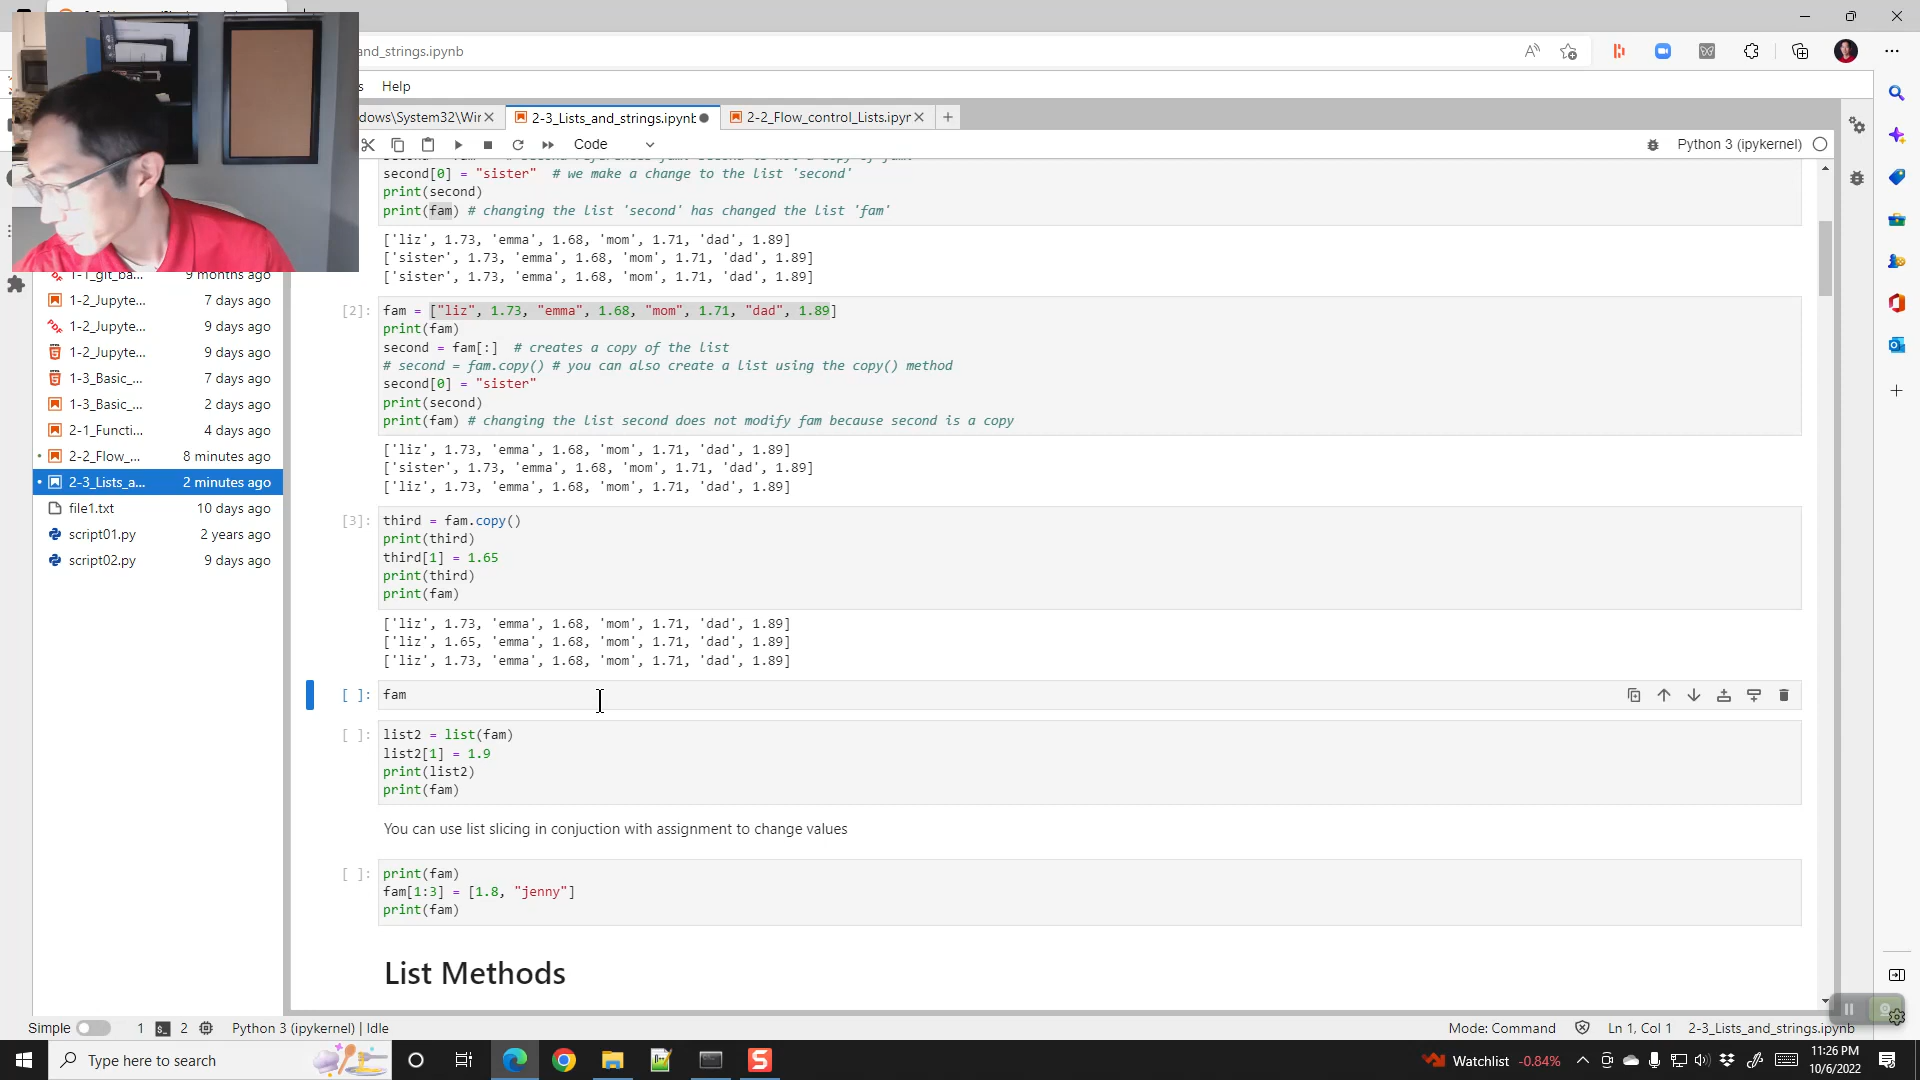 and_strings.ipynb
s Help
dows\System32\Wir
2-3_Lists_and_strings.ipynb
2-2_Flow_control_Lists.ipyr
Code
Python 3 (ipykernel)
second[0] = "sister"  # we make a change to the list 'second'
print(second)
print(fam) # changing the list 'second' has changed the list 'fam'
['liz', 1.73, 'emma', 1.68, 'mom', 1.71, 'dad', 1.89]
['sister', 1.73, 'emma', 1.68, 'mom', 1.71, 'dad', 1.89]
['sister', 1.73, 'emma', 1.68, 'mom', 1.71, 'dad', 1.89]
1-1_git_ba... 9 months ago
1-2_Jupyte... 7 days ago
1-2_Jupyte... 9 days ago
1-2_Jupyte... 9 days ago
1-3_Basic_... 7 days ago
1-3_Basic_... 2 days ago
2-1_Functi... 4 days ago
2-2_Flow_... 8 minutes ago
2-3_Lists_a... 2 minutes ago
file1.txt 10 days ago
script01.py 2 years ago
script02.py 9 days ago
[2]: fam = ["liz", 1.73, "emma", 1.68, "mom", 1.71, "dad", 1.89]
print(fam)
second = fam[:]  # creates a copy of the list
# second = fam.copy() # you can also create a list using the copy() method
second[0] = "sister"
print(second)
print(fam) # changing the list second does not modify fam because second is a copy
['liz', 1.73, 'emma', 1.68, 'mom', 1.71, 'dad', 1.89]
['sister', 1.73, 'emma', 1.68, 'mom', 1.71, 'dad', 1.89]
['liz', 1.73, 'emma', 1.68, 'mom', 1.71, 'dad', 1.89]
[3]: third = fam.copy()
print(third)
third[1] = 1.65
print(third)
print(fam)
['liz', 1.73, 'emma', 1.68, 'mom', 1.71, 'dad', 1.89]
['liz', 1.65, 'emma', 1.68, 'mom', 1.71, 'dad', 1.89]
['liz', 1.73, 'emma', 1.68, 'mom', 1.71, 'dad', 1.89]
[ ]: fam
[ ]: list2 = list(fam)
list2[1] = 1.9
print(list2)
print(fam)
You can use list slicing in conjuction with assignment to change values
[ ]: print(fam)
fam[1:3] = [1.8, "jenny"]
print(fam)
List Methods
Simple 1 2 Python 3 (ipykernel) | Idle
Mode: Command Ln 1, Col 1 2-3_Lists_and_strings.ipynb
Type here to search
Watchlist -0.84%
11:26 PM
10/6/2022